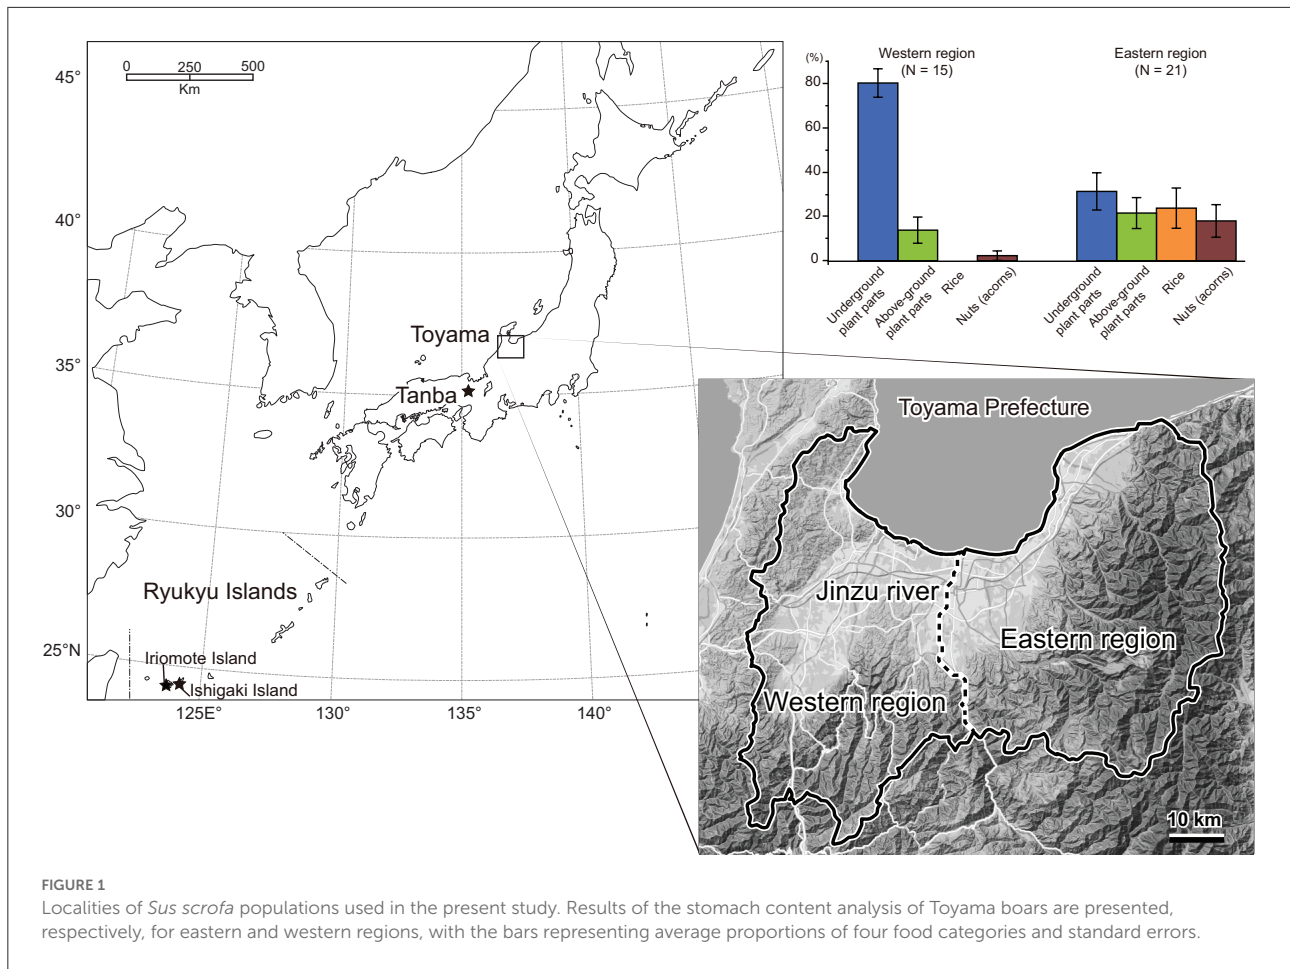 45°
40°
35°
30°
25°N
0 250 500
Km
Toyama
Tanba
Ryukyu Islands
Iriomote Island
Ishigaki Island
125E°
130°
135°
140°
(%)
80
60
40
20
0
Western region
(N = 15)
Eastern region
(N = 21)
Underground
plant parts
Above-ground
plant parts
Rice
Nuts (acorns)
Underground
plant parts
Above-ground
plant parts
Rice
Nuts (acorns)
Toyama Prefecture
Jinzu river
Eastern region
Western region
10 km
FIGURE 1
Localities of Sus scrofa populations used in the present study. Results of the stomach content analysis of Toyama boars are presented,
respectively, for eastern and western regions, with the bars representing average proportions of four food categories and standard errors.